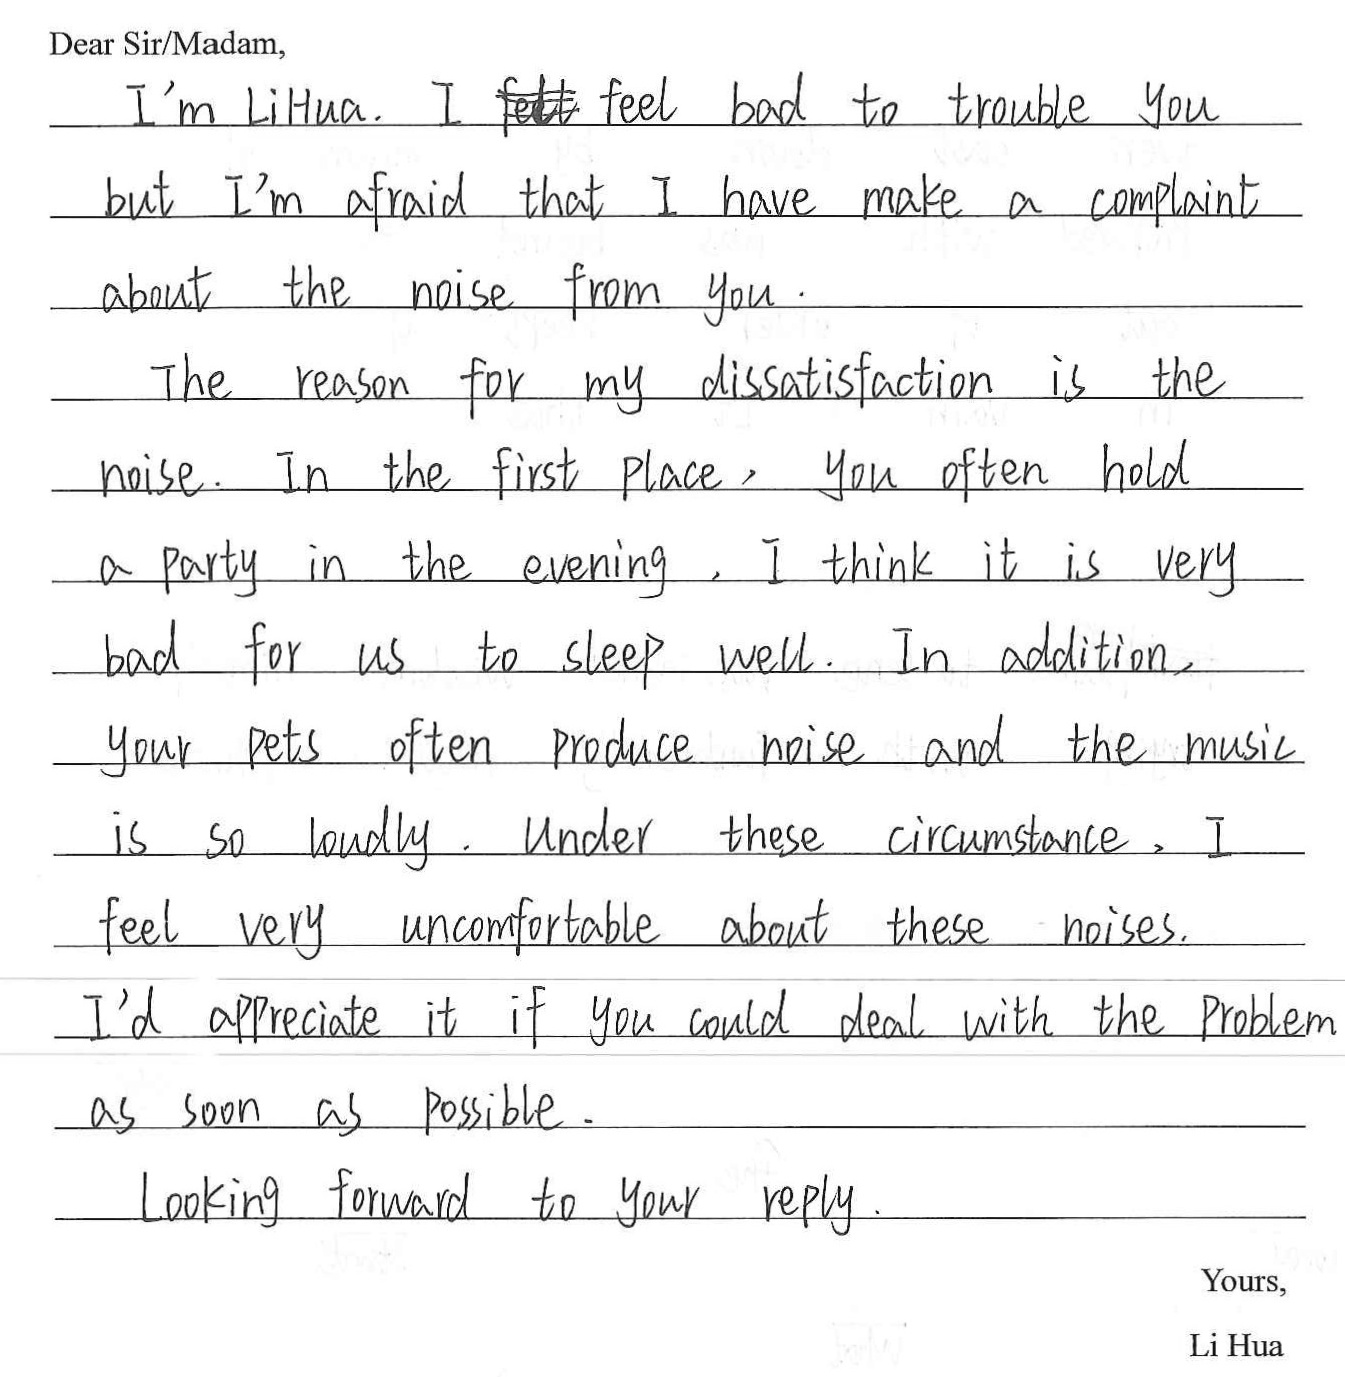 Dear Sir/Madam,
I'm LiHua. I feel bad to trouble you
but I'm afraid that I have make a complaint
about the noise from you.
The reason for my dissatisfaction is the
noise. In the first place, you often hold
a party in the evening, I think it is very
bad for us to sleep well. In addition,
your pets often produce noise and the music
is so loudly. Under these circumstance, I
feel very uncomfortable about these noises.
I'd appreciate it if you could deal with the problem
as soon as possible.
Looking forward to your reply.
Yours,
Li Hua